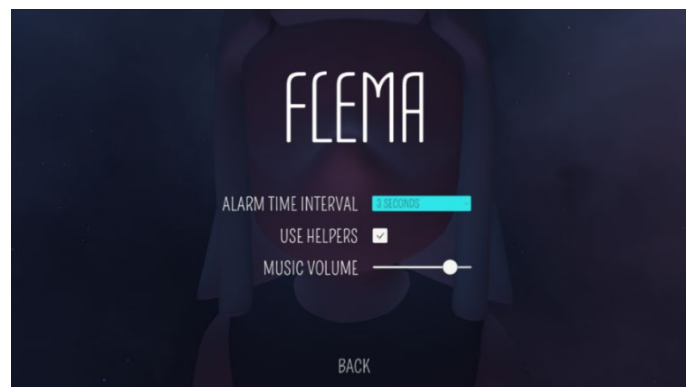 FLEMA
ALARM TIME INTERVAL 3 SECONDS
USE HELPERS
MUSIC VOLUME
BACK